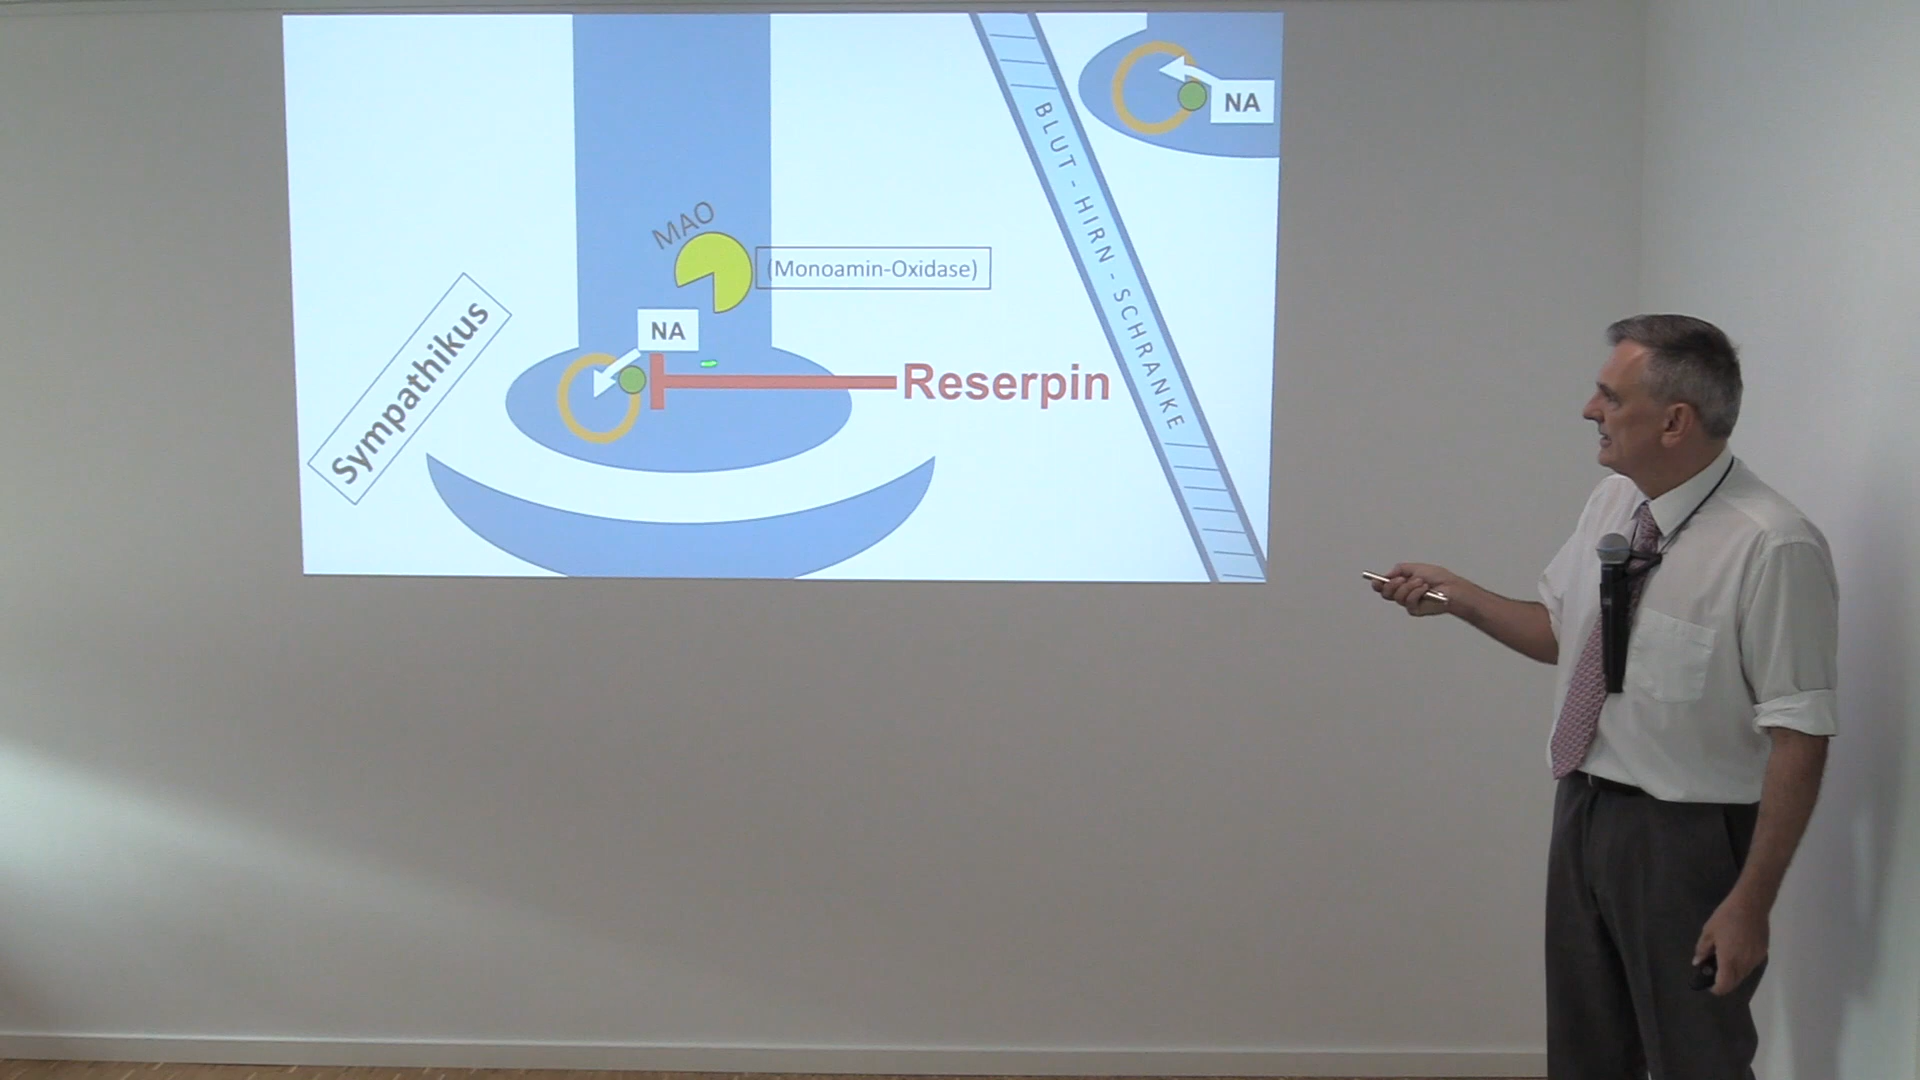 NA
BLUT - HIRN - SCHRANKE
MAO
(Monoamin-Oxidase)
NA
Sympathikus
Reserpin